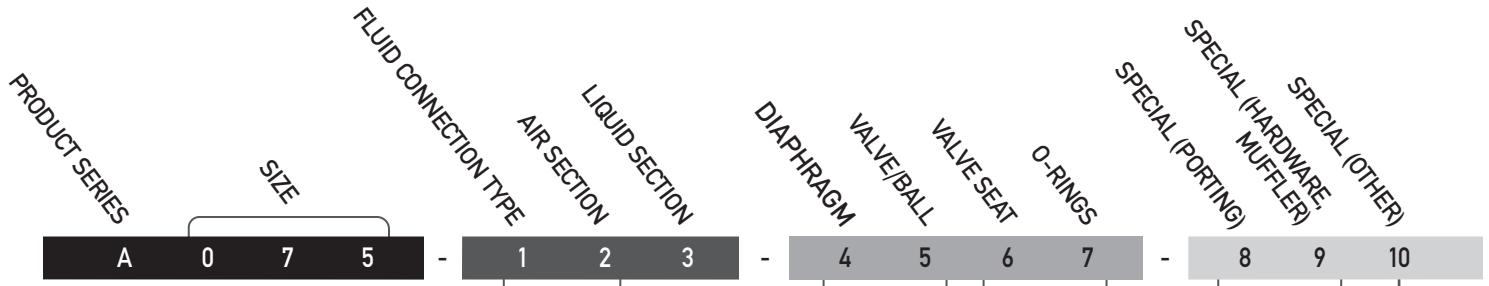 PRODUCT SERIES
SIZE
FLUID CONNECTION TYPE
AIR SECTION
LIQUID SECTION
DIAPHRAGM
VALVE/BALL
VALVE SEAT
O-RINGS
SPECIAL (PORTING)
SPECIAL (HARDWARE,
MUFFLER)
SPECIAL (OTHER)
A 0 7 5 - 1 2 3 - 4 5 6 7 - 8 9 10